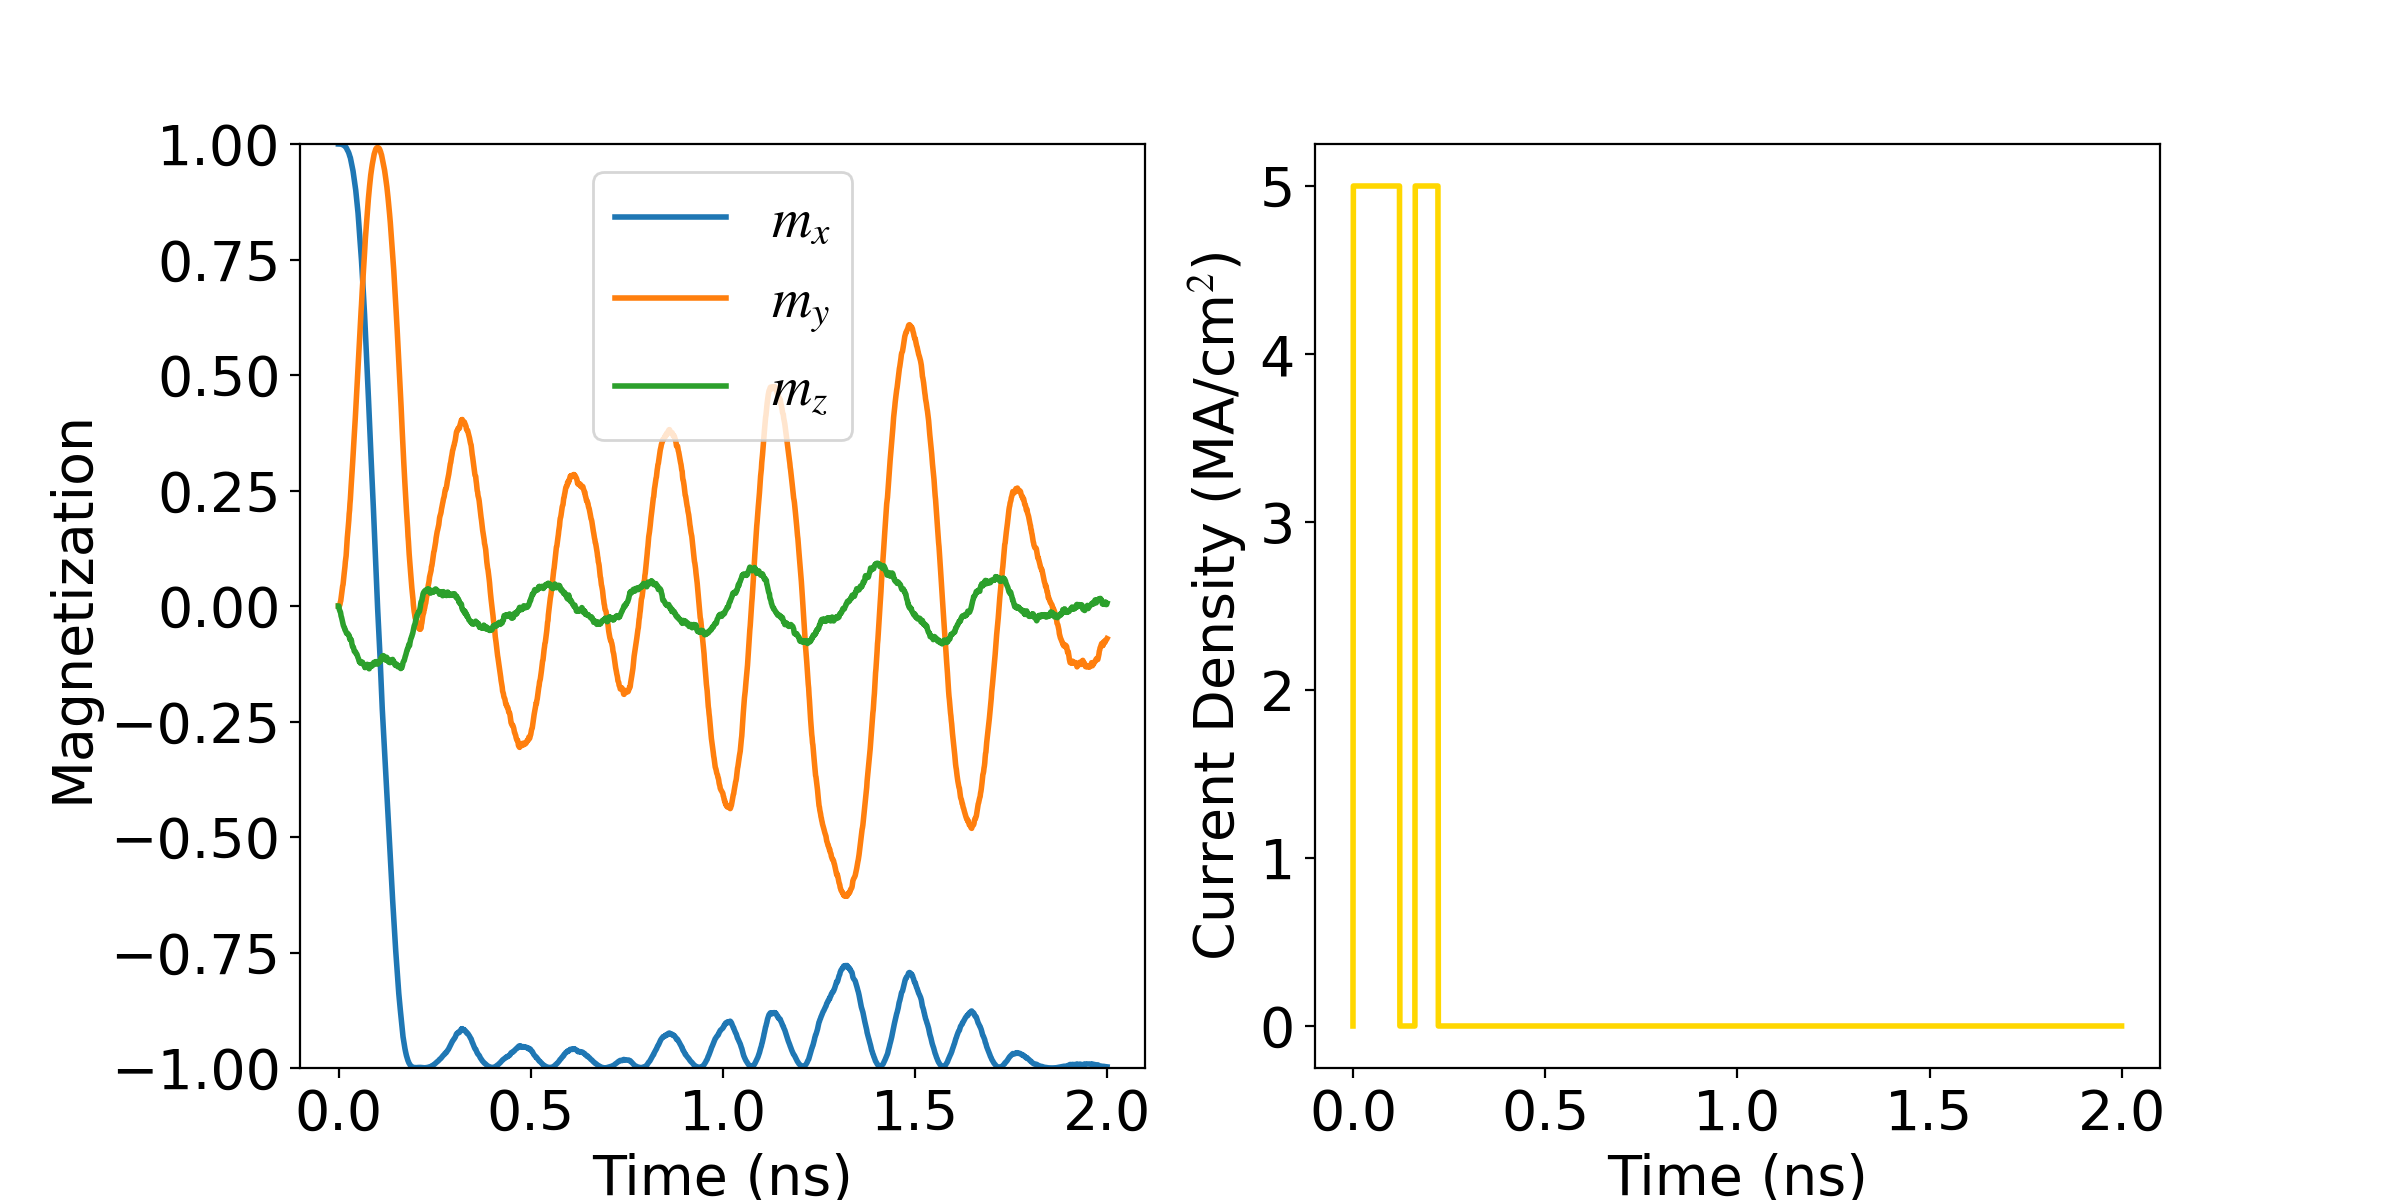 1.00
0.75
0.50
0.25
0.00
−0.25
−0.50
−0.75
−1.00
Magnetization
m_x
m_y
m_z
0.0 0.5 1.0 1.5 2.0
Time (ns)
5
4
3
2
1
0
Current Density (MA/cm²)
0.0 0.5 1.0 1.5 2.0
Time (ns)